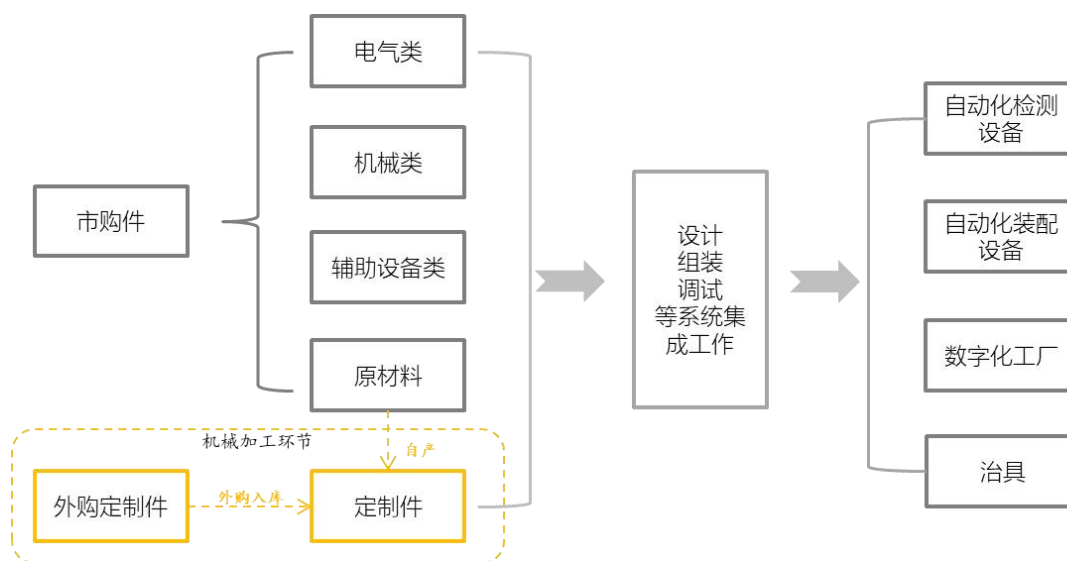 市购件
电气类
机械类
辅助设备类
原材料
机械加工环节
自产
外购定制件
外购入库
定制件
设计
组装
调试
等系统集
成工作
自动化检测
设备
自动化装配
设备
数字化工厂
治具